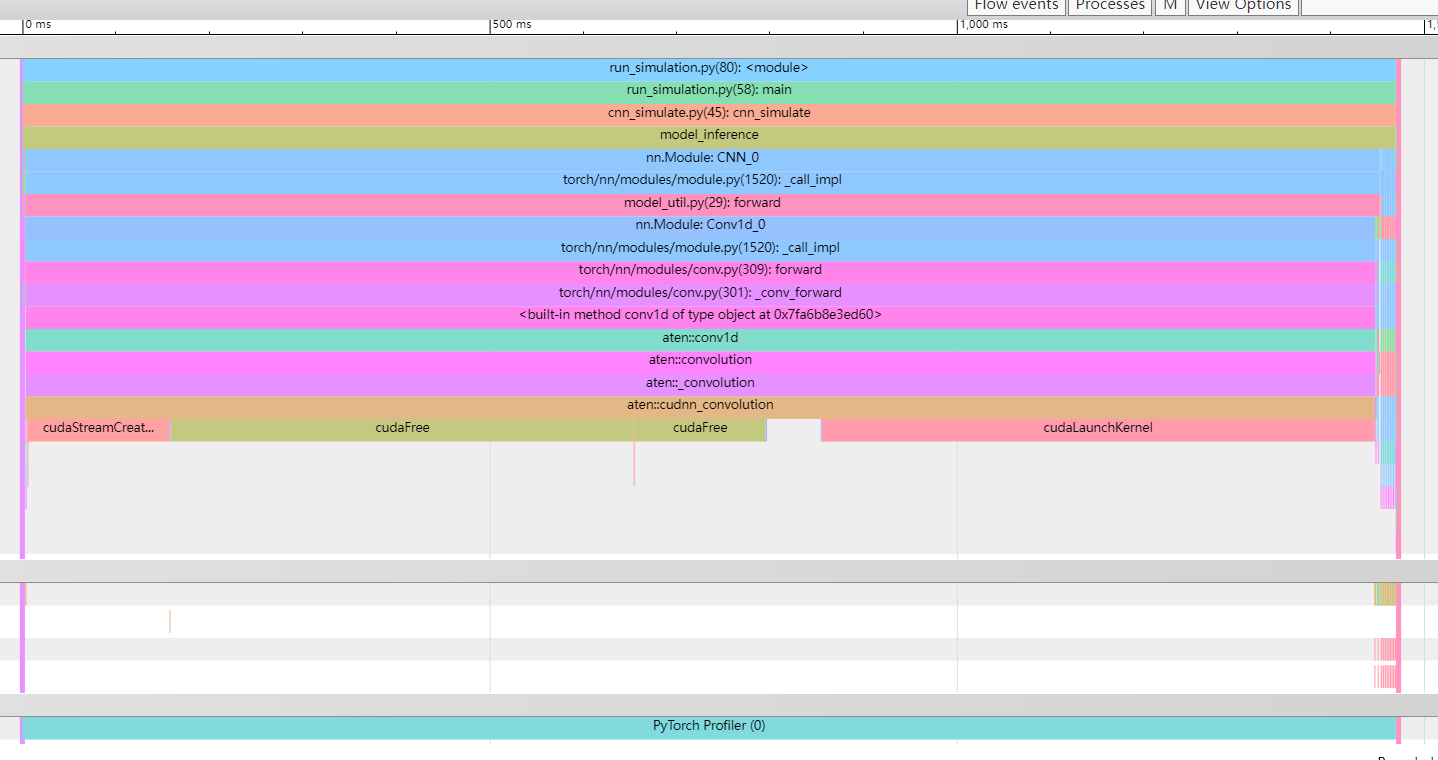 Flow events Processes M View Options
0 ms 500 ms 1,000 ms
run_simulation.py(80): <module>
run_simulation.py(58): main
cnn_simulate.py(45): cnn_simulate
model_inference
nn.Module: CNN_0
torch/nn/modules/module.py(1520): _call_impl
model_util.py(29): forward
nn.Module: Conv1d_0
torch/nn/modules/module.py(1520): _call_impl
torch/nn/modules/conv.py(309): forward
torch/nn/modules/conv.py(301): _conv_forward
<built-in method conv1d of type object at 0x7fa6b8e3ed60>
aten::conv1d
aten::convolution
aten::_convolution
aten::cudnn_convolution
cudaStreamCreat... cudaFree cudaFree cudaLaunchKernel
PyTorch Profiler (0)